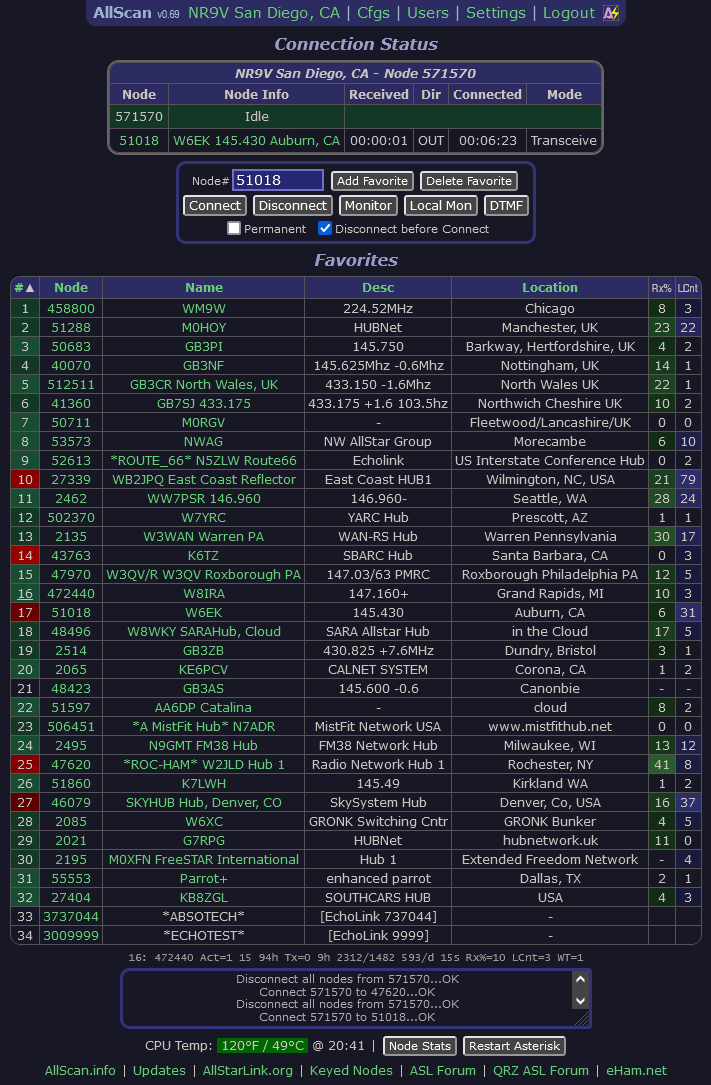 AllScan v0.69 NR9V San Diego, CA | Cfgs | Users | Settings | Logout
Connection Status
NR9V San Diego, CA - Node 571570
Node Node Info Received Dir Connected Mode
571570 Idle
51018 W6EK 145.430 Auburn, CA 00:00:01 OUT 00:06:23 Transceive
Node# 51018 Add Favorite Delete Favorite
Connect Disconnect Monitor Local Mon DTMF
Permanent Disconnect before Connect
Favorites
#▲ Node Name Desc Location Rx% LCnt
1 458800 WM9W 224.52MHz Chicago 8 3
2 51288 M0HOY HUBNet Manchester, UK 23 22
3 50683 GB3PI 145.750 Barkway, Hertfordshire, UK 4 2
4 40070 GB3NF 145.625Mhz -0.6Mhz Nottingham, UK 14 1
5 512511 GB3CR North Wales, UK 433.150 -1.6Mhz North Wales UK 22 1
6 41360 GB7SJ 433.175 433.175 +1.6 103.5hz Northwich Cheshire UK 10 2
7 50711 M0RGV - Fleetwood/Lancashire/UK 0 0
8 53573 NWAG NW AllStar Group Morecambe 6 10
9 52613 *ROUTE_66* N5ZLW Route66 Echolink US Interstate Conference Hub 0 2
10 27339 WB2JPQ East Coast Reflector East Coast HUB1 Wilmington, NC, USA 21 79
11 2462 WW7PSR 146.960 146.960- Seattle, WA 28 24
12 502370 W7YRC YARC Hub Prescott, AZ 1 1
13 2135 W3WAN Warren PA WAN-RS Hub Warren Pennsylvania 30 17
14 43763 K6TZ SBARC Hub Santa Barbara, CA 0 3
15 47970 W3QV/R W3QV Roxborough PA 147.03/63 PMRC Roxborough Philadelphia PA 12 5
16 472440 W8IRA 147.160+ Grand Rapids, MI 10 3
17 51018 W6EK 145.430 Auburn, CA 6 31
18 48496 W8WKY SARAHub, Cloud SARA Allstar Hub in the Cloud 17 5
19 2514 GB3ZB 430.825 +7.6MHz Dundry, Bristol 3 1
20 2065 KE6PCV CALNET SYSTEM Corona, CA 1 2
21 48423 GB3AS 145.600 -0.6 Canonbie - -
22 51597 AA6DP Catalina - cloud 8 2
23 506451 *A MistFit Hub* N7ADR MistFit Network USA www.mistfithub.net 0 0
24 2495 N9GMT FM38 Hub FM38 Network Hub Milwaukee, WI 13 12
25 47620 *ROC-HAM* W2JLD Hub 1 Radio Network Hub 1 Rochester, NY 41 8
26 51860 K7LWH 145.49 Kirkland WA 1 2
27 46079 SKYHUB Hub, Denver, CO SkySystem Hub Denver, Co, USA 16 37
28 2085 W6XC GRONK Switching Cntr GRONK Bunker 4 5
29 2021 G7RPG HUBNet hubnetwork.uk 11 0
30 2195 M0XFN FreeSTAR International Hub 1 Extended Freedom Network - 4
31 55553 Parrot+ enhanced parrot Dallas, TX 2 1
32 27404 KB8ZGL SOUTHCARS HUB USA 4 3
33 3737044 *ABSOTECH* [EchoLink 737044] -
34 3009999 *ECHOTEST* [EchoLink 9999] -
16: 472440 Act=1 15 94h Tx=0 9h 2312/1482 593/d 15s Rx%=10 LCnt=3 WT=1
Disconnect all nodes from 571570...OK
Connect 571570 to 47620...OK
Disconnect all nodes from 571570...OK
Connect 571570 to 51018...OK
CPU Temp: 120°F / 49°C @ 20:41 | Node Stats Restart Asterisk
AllScan.info | Updates | AllStarLink.org | Keyed Nodes | ASL Forum | QRZ ASL Forum | eHam.net